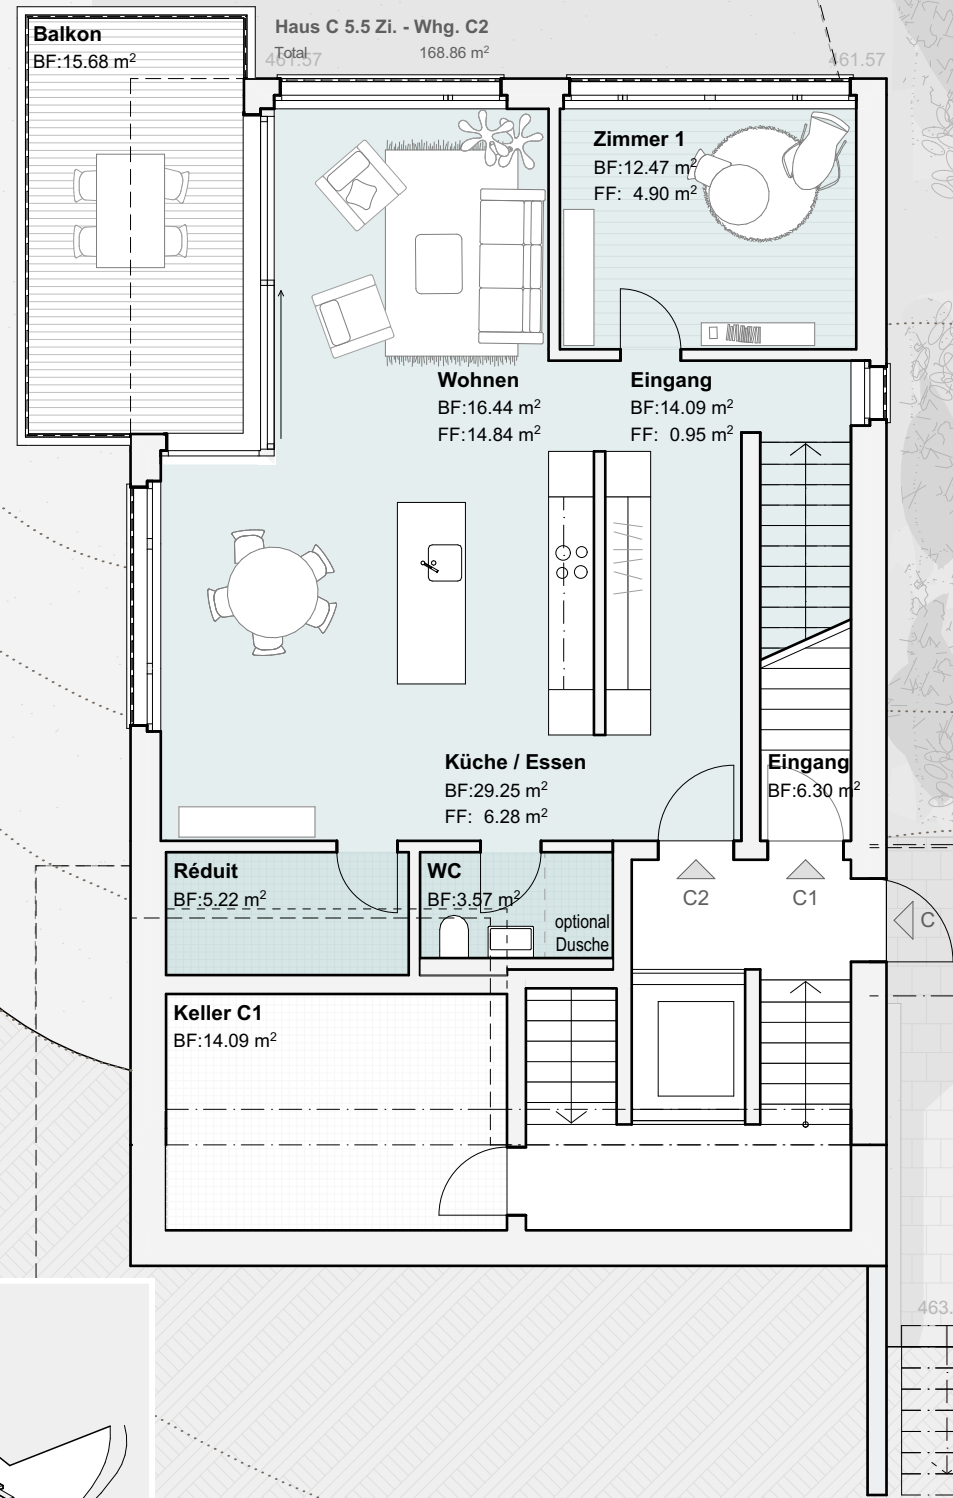 Haus C 5.5 Zi. - Whg. C2
Total 168.86 m²
461.57
461.57
Balkon
BF:15.68 m²
Zimmer 1
BF:12.47 m²
FF: 4.90 m²
Wohnen
BF:16.44 m²
FF:14.84 m²
Eingang
BF:14.09 m²
FF: 0.95 m²
Küche / Essen
BF:29.25 m²
FF: 6.28 m²
Eingang
BF:6.30 m²
Réduit
BF:5.22 m²
WC
BF:3.57 m²
optional
Dusche
C2
C1
C
Keller C1
BF:14.09 m²
463.